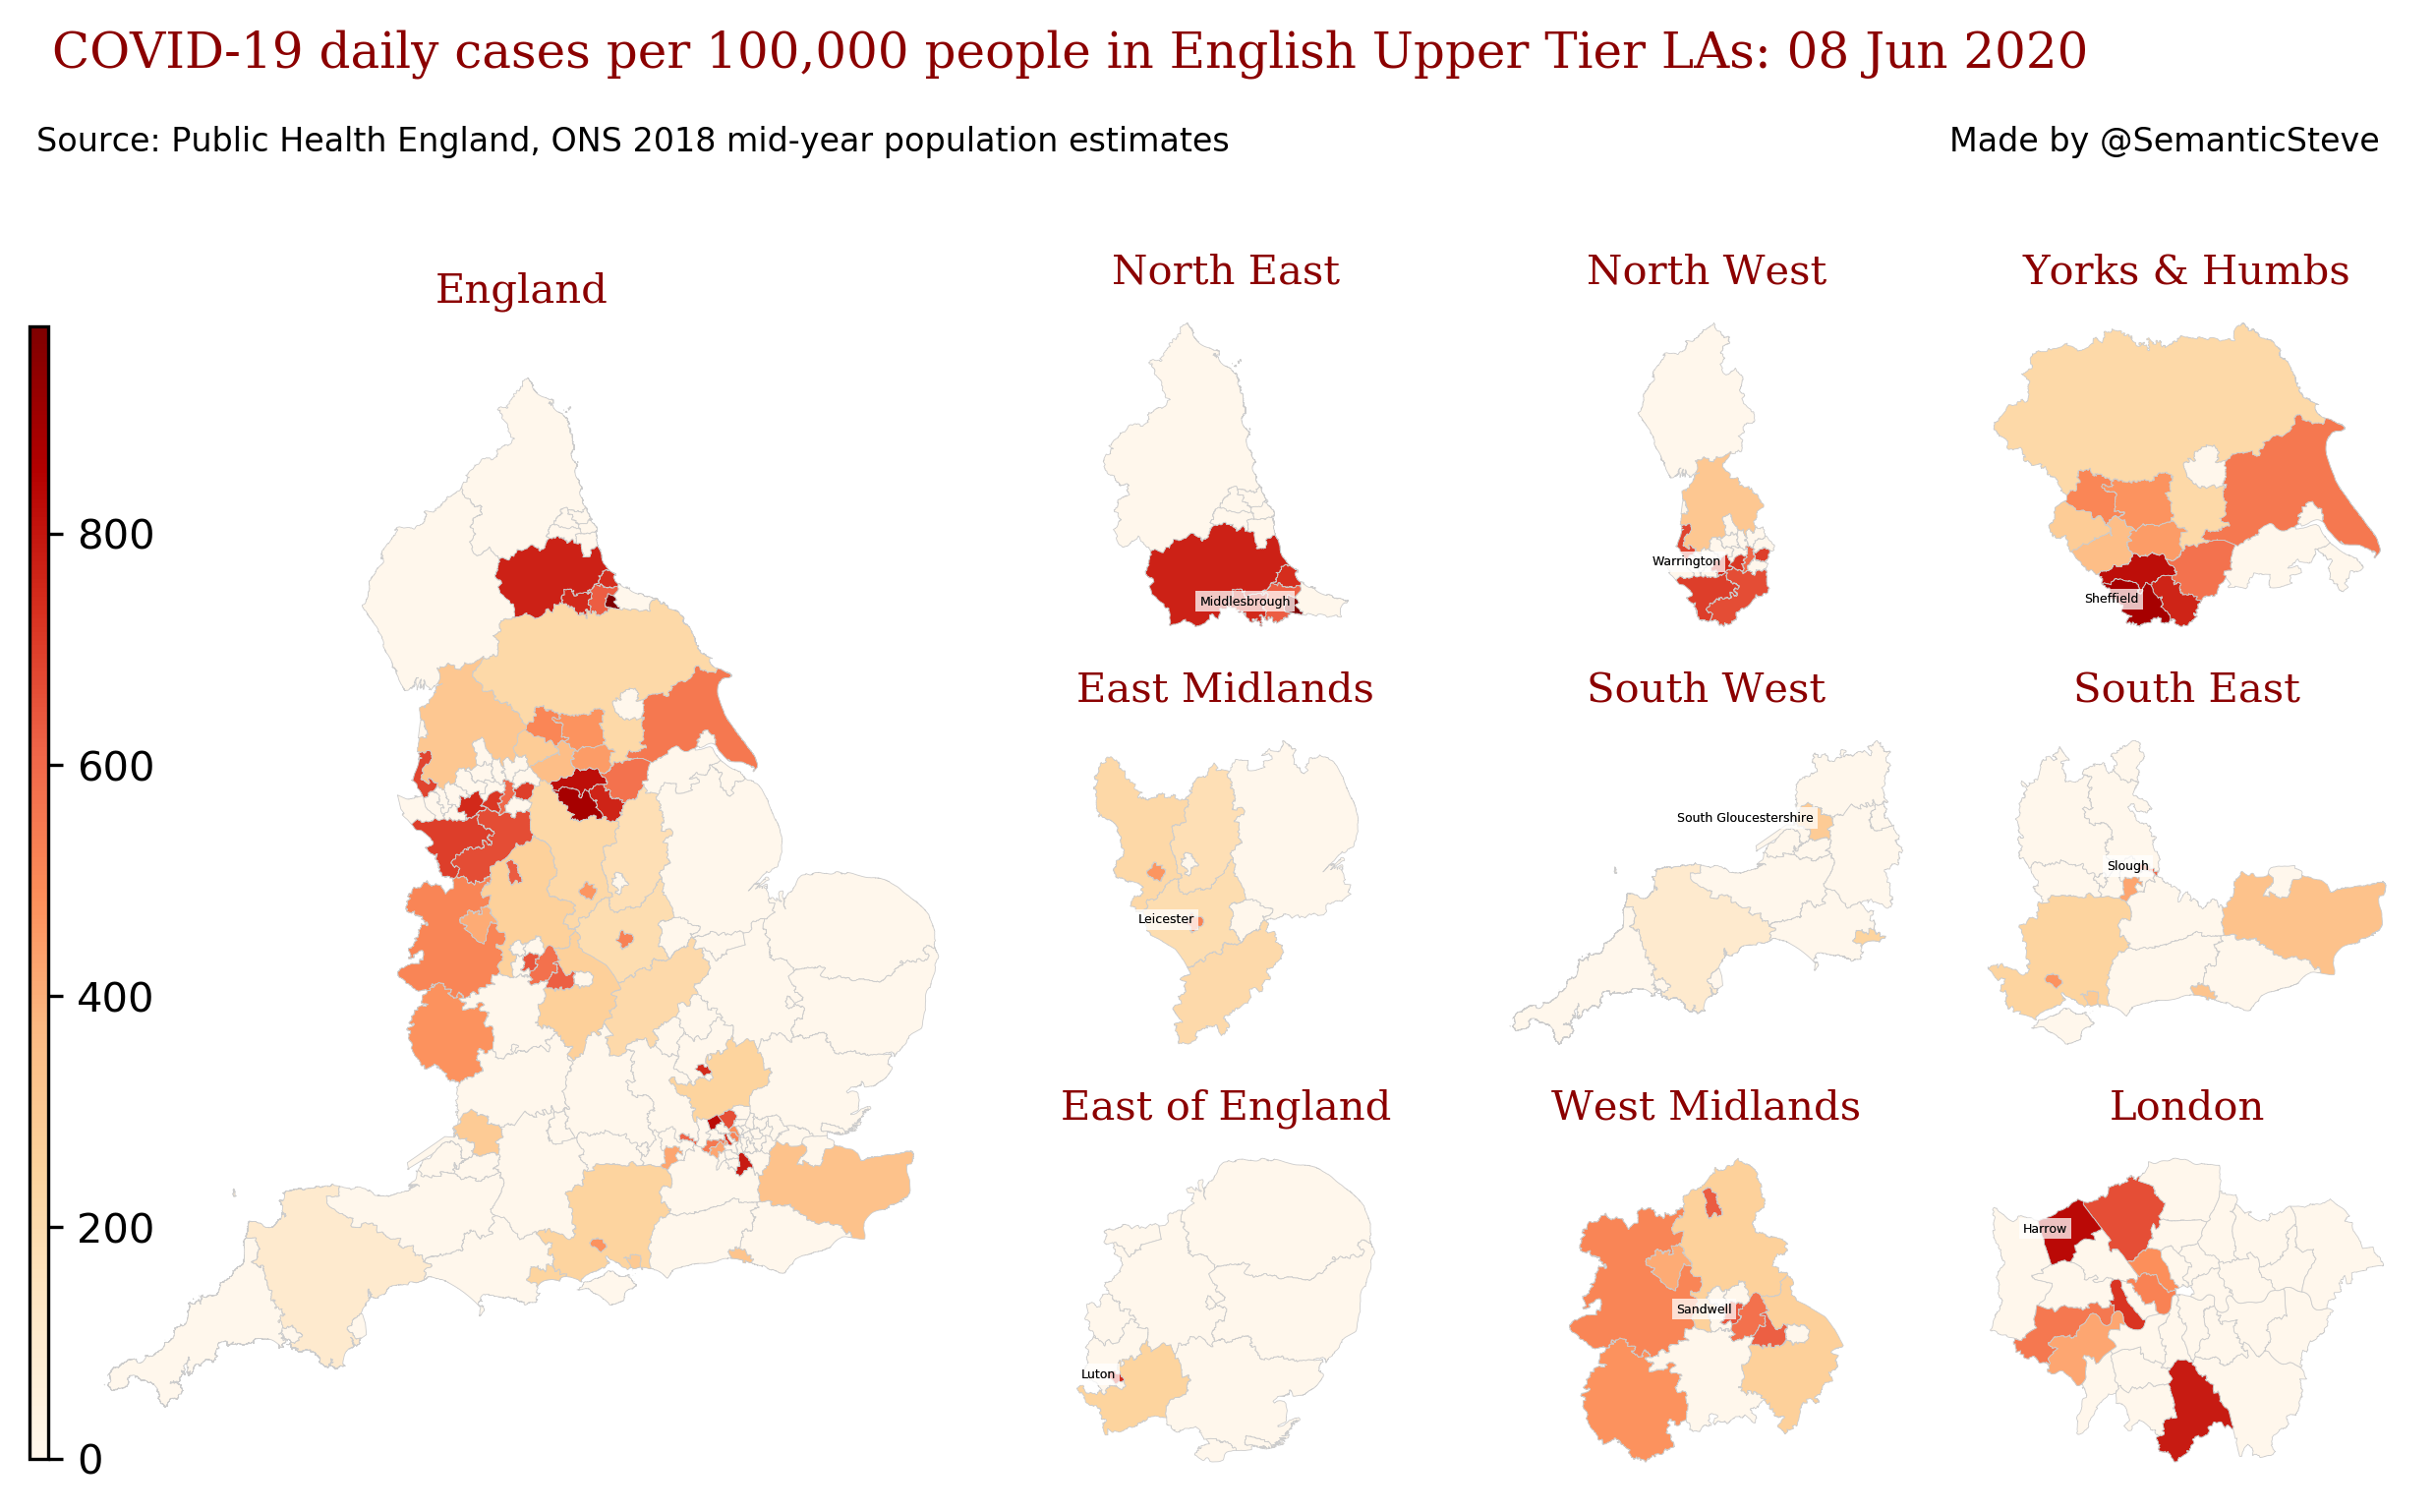 COVID-19 daily cases per 100,000 people in English Upper Tier LAs: 08 Jun 2020
Source: Public Health England, ONS 2018 mid-year population estimates
Made by @SemanticSteve
England
North East
North West
Yorks & Humbs
800
600
400
200
0
Middlesbrough
Warrington
Sheffield
East Midlands
South West
South East
Leicester
South Gloucestershire
Slough
East of England
West Midlands
London
Luton
Sandwell
Harrow